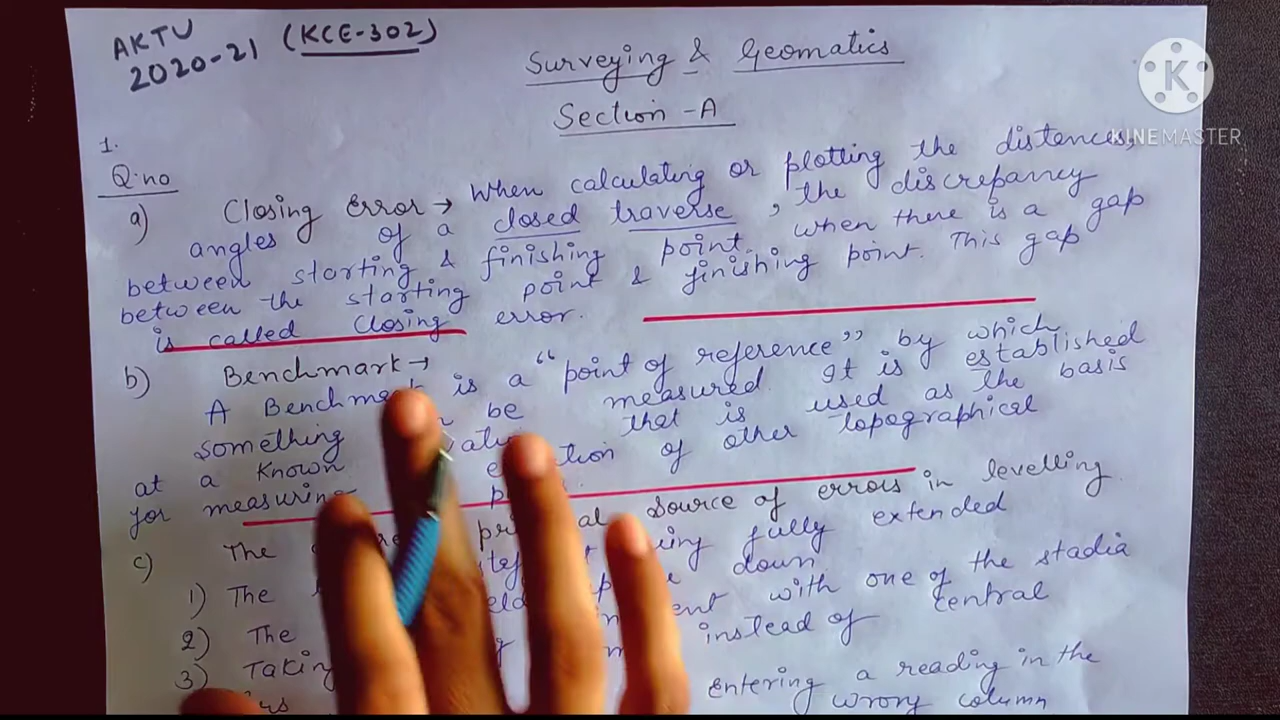 AKTU
2020-21 (KCE-302)
Surveying & Geomatics
Section - A
K
KINEMASTER
1.
Q.no
a) Closing Error → When calculating or plotting the distances,
angles of a closed traverse, the discrepancy
between starting & finishing point. when there is a gap
between the starting point & finishing point. This gap
is called Closing error.
b) Benchmark →
A Benchmark is a "point of reference" by which
something be measured. It is established
at a known that is used as the basis
for measuring of other topographical
c) The source of errors in levelling
1) The fully extended
2) The down
3) Taking with one of the stadia
instead of central
Entering a reading in the
wrong column